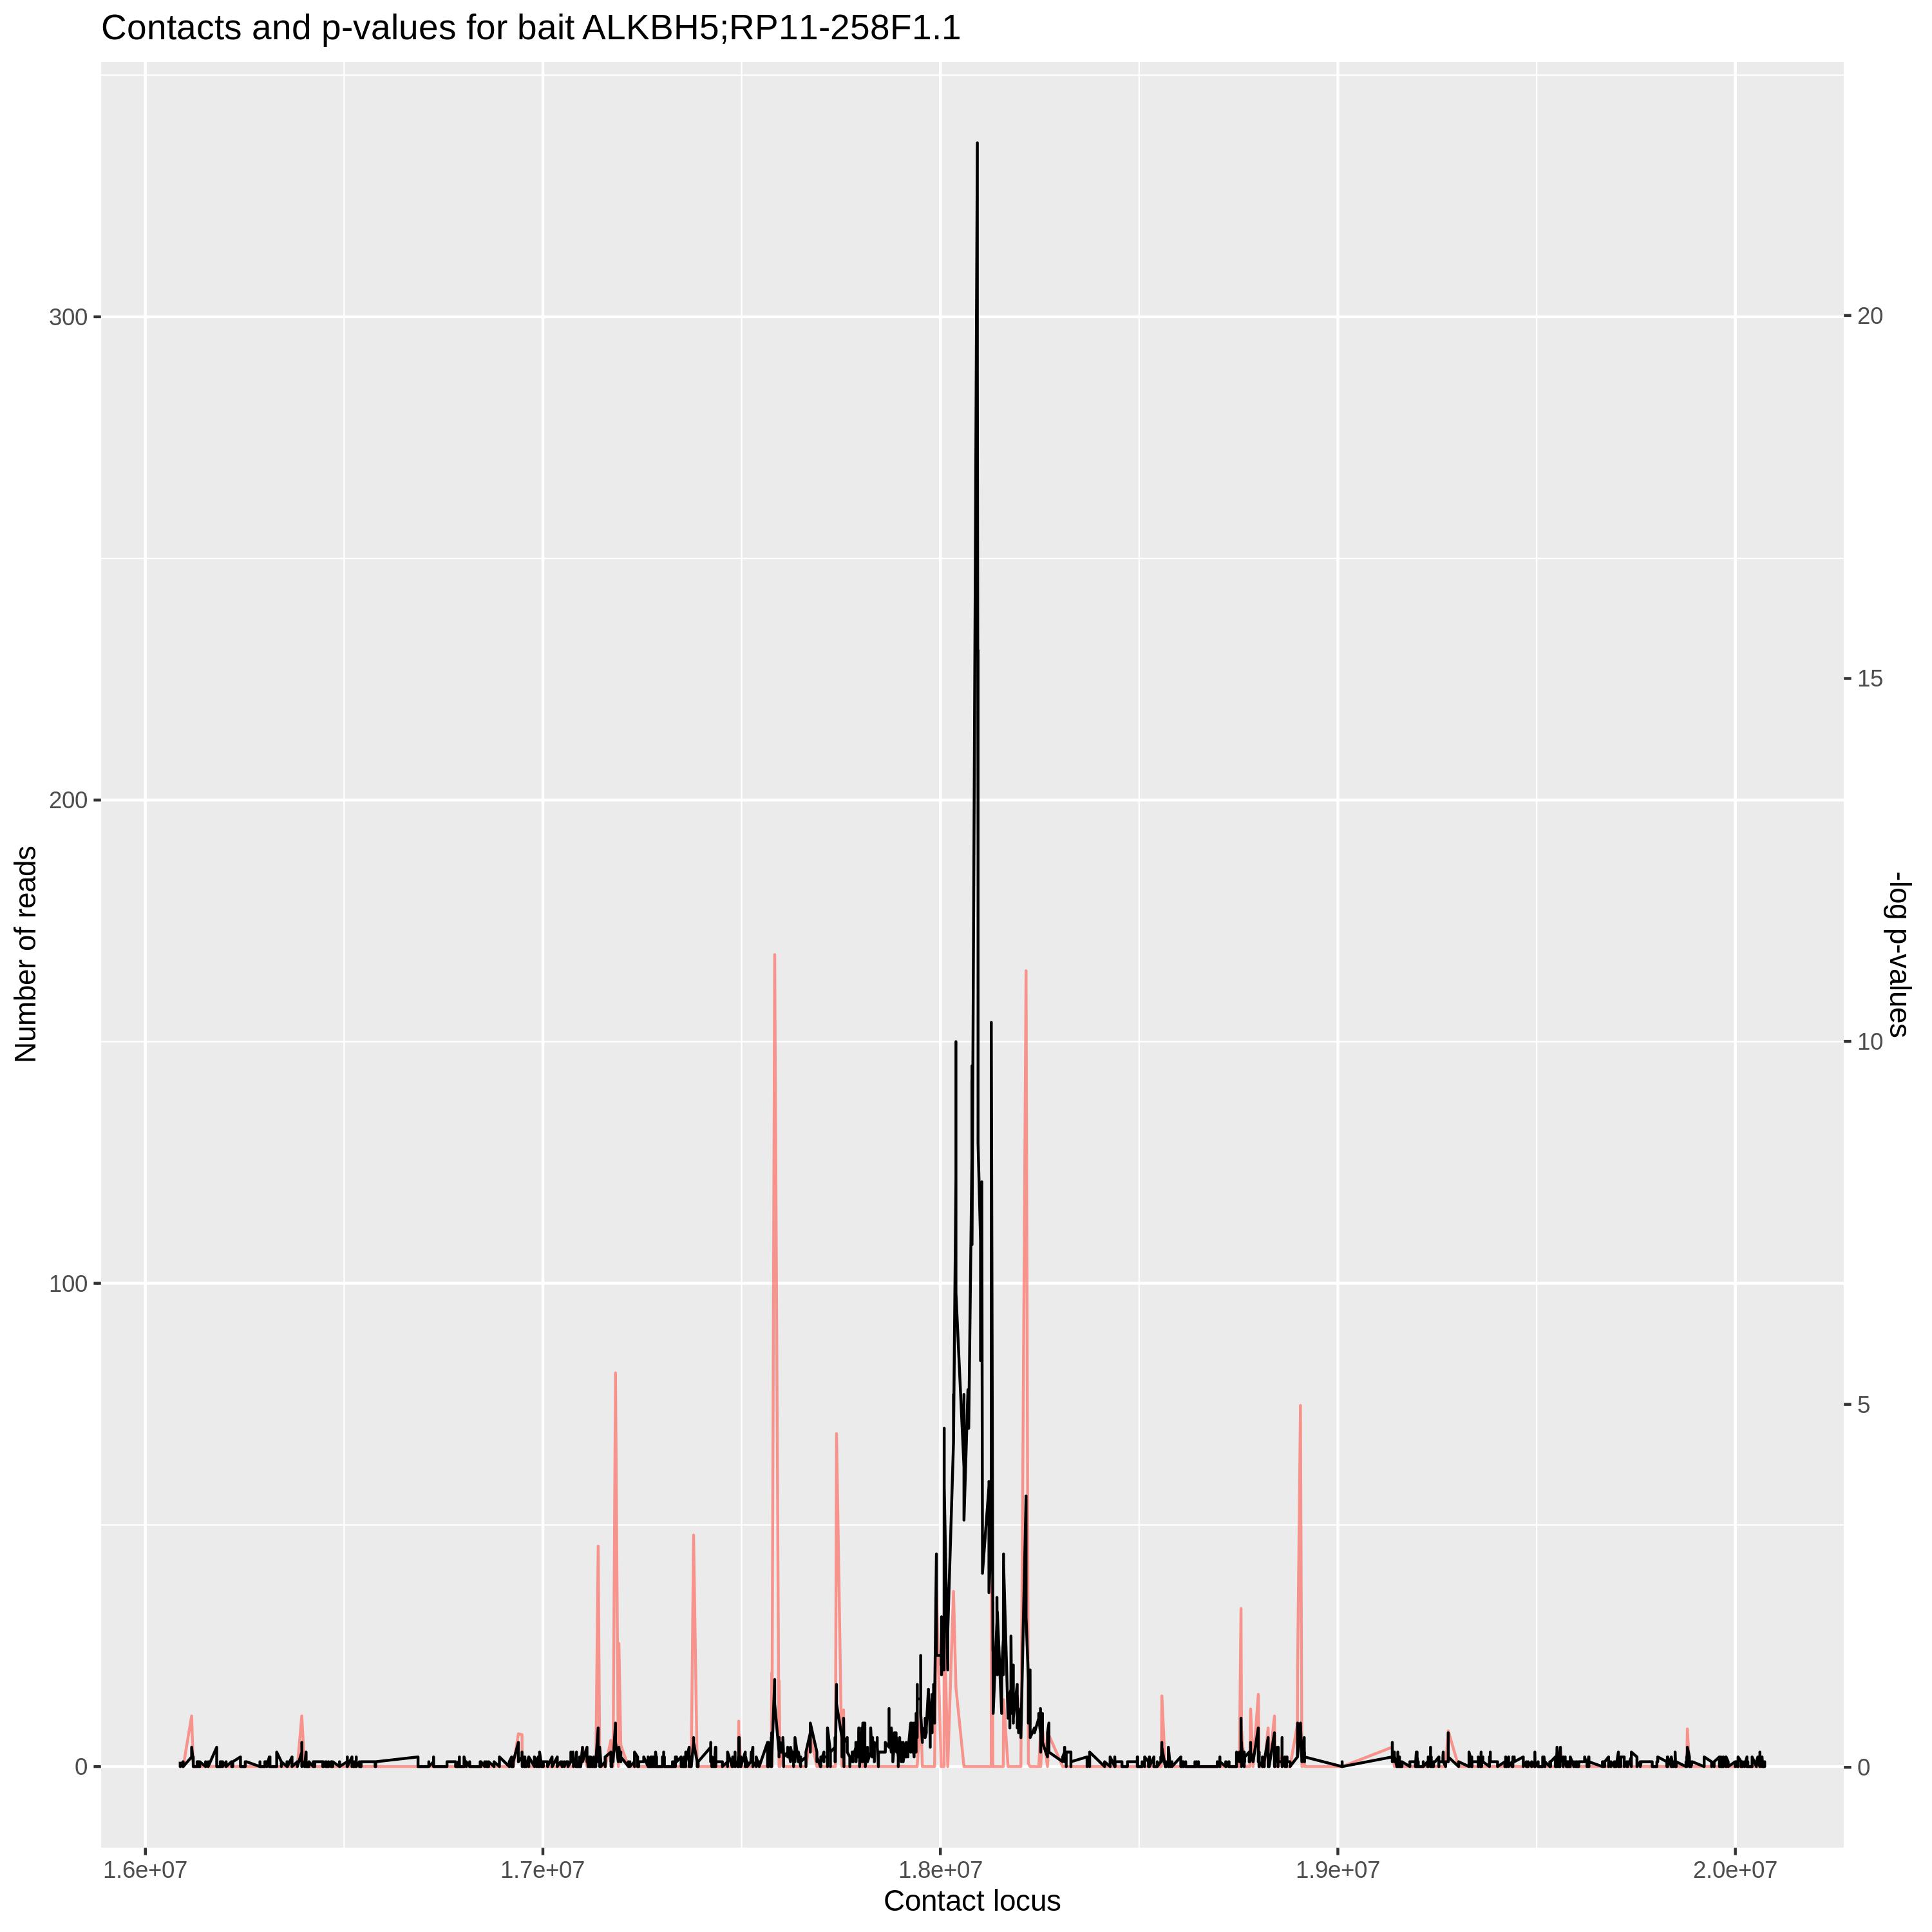 Contacts and p-values for bait ALKBH5;RP11-258F1.1
300
200
100
0
Number of reads
20
15
10
5
0
-log p-values
1.6e+07
1.7e+07
1.8e+07
1.9e+07
2.0e+07
Contact locus